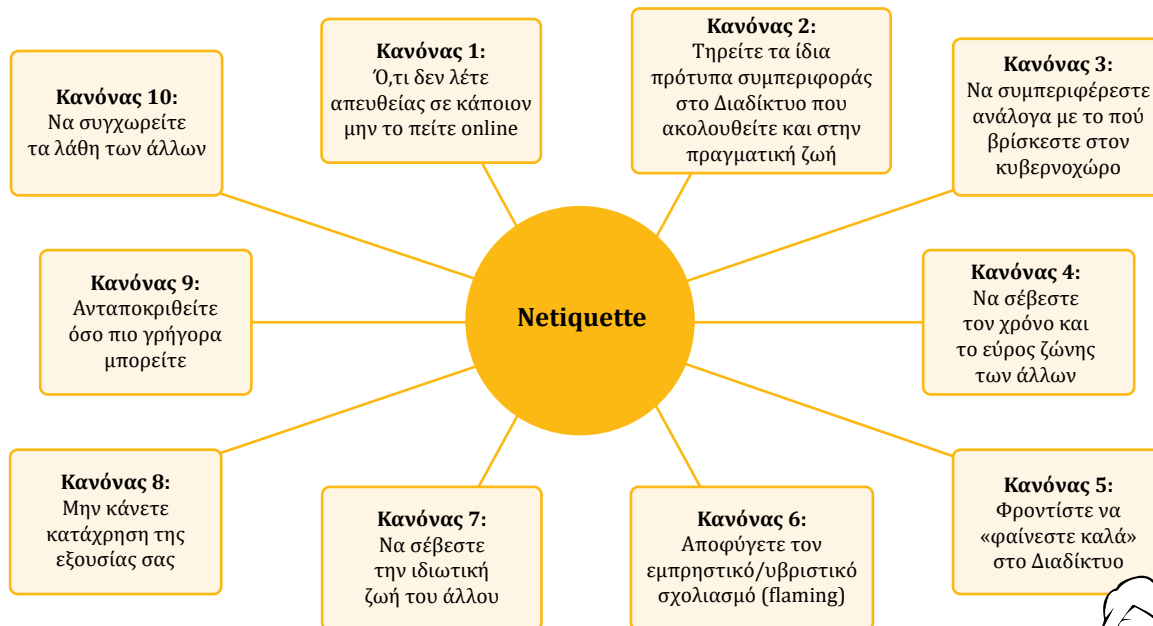 Κανόνας 1:
Ό,τι δεν λέτε
απευθείας σε κάποιον
μην το πείτε online
Κανόνας 2:
Τηρείτε τα ίδια
πρότυπα συμπεριφοράς
στο Διαδίκτυο που
ακολουθείτε και στην
πραγματική ζωή
Κανόνας 3:
Να συμπεριφέρεστε
ανάλογα με το πού
βρίσκεστε στον
κυβερνοχώρο
Κανόνας 10:
Να συγχωρείτε
τα λάθη των άλλων
Κανόνας 9:
Ανταποκριθείτε
όσο πιο γρήγορα
μπορείτε
Netiquette
Κανόνας 4:
Να σέβεστε
τον χρόνο και
το εύρος ζώνης
των άλλων
Κανόνας 8:
Μην κάνετε
κατάχρηση της
εξουσίας σας
Κανόνας 7:
Να σέβεστε
την ιδιωτική
ζωή του άλλου
Κανόνας 6:
Αποφύγετε τον
εμπρηστικό/υβριστικό
σχολιασμό (flaming)
Κανόνας 5:
Φροντίστε να
«φαίνεστε καλά»
στο Διαδίκτυο